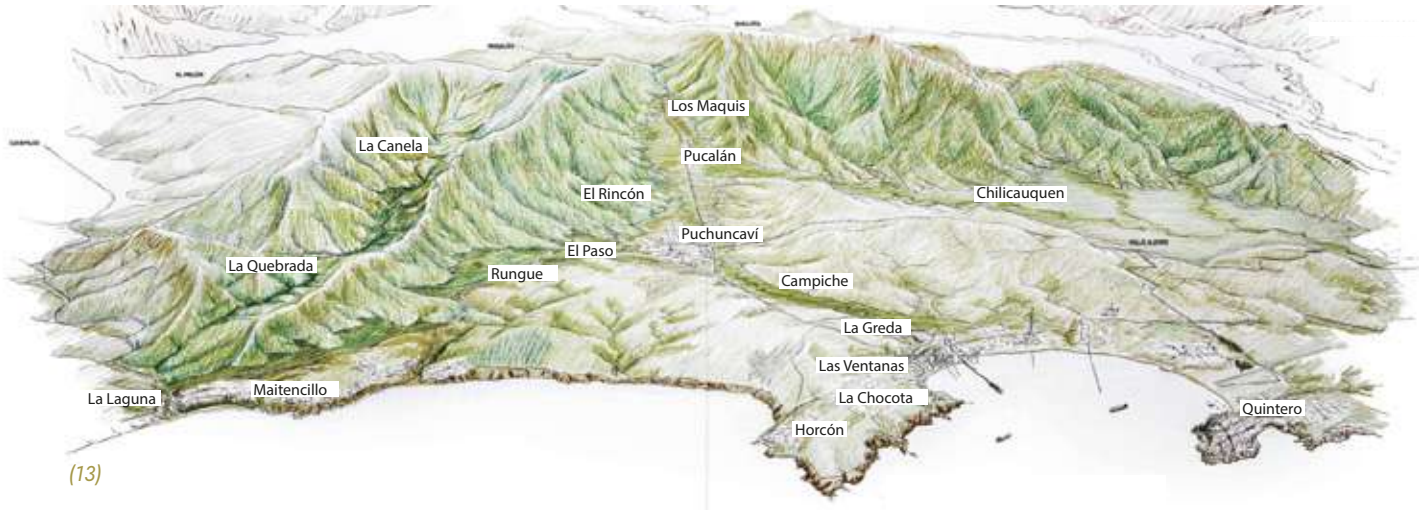 Los Maquis
La Canela
Pucalán
El Rincón
Chilicauquen
Puchuncaví
El Paso
La Quebrada
Rungue
Campiche
La Greda
Las Ventanas
Maitencillo
La Laguna
La Chocota
Quintero
Horcón
(13)